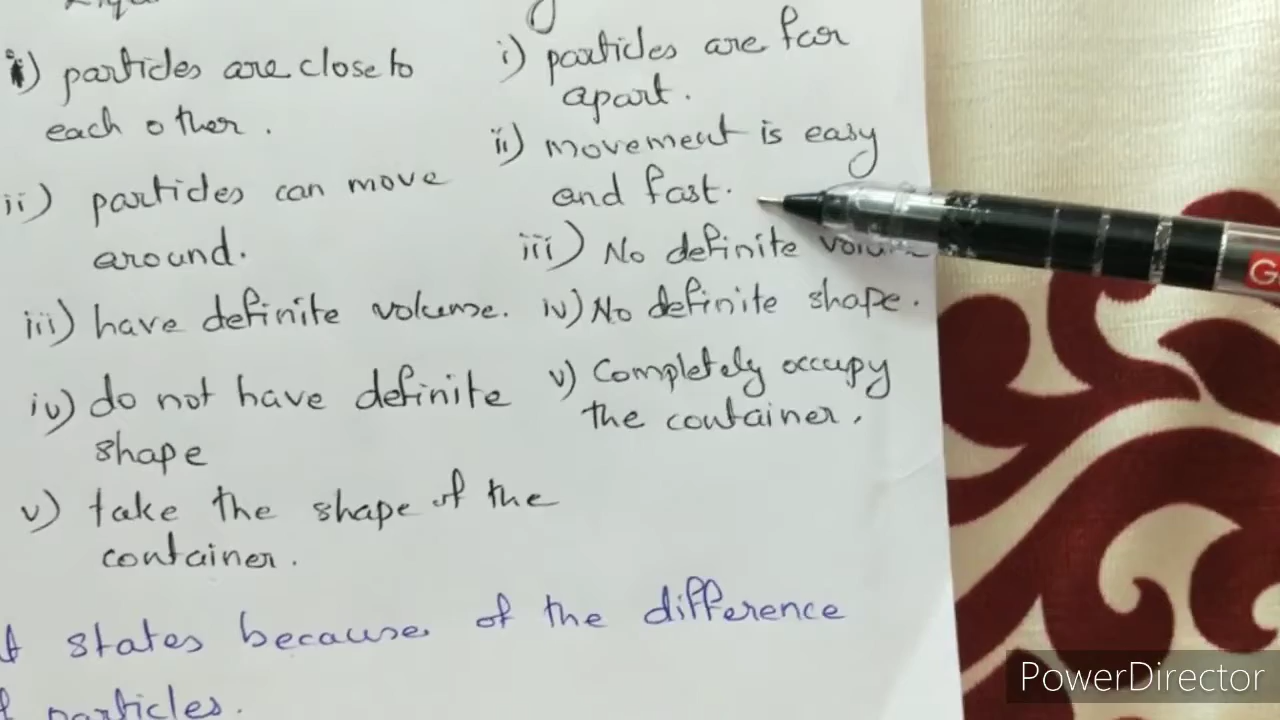 i) particles are close to
each other.
ii) particles can move
around.
iii) have definite volume.
iv) do not have definite
shape
v) take the shape of the
container.
i) particles are far
apart.
ii) movement is easy
and fast.
iii) No definite
iv) No definite shape.
v) Completely occupy
the container.
states because of the difference
particles.
PowerDirector